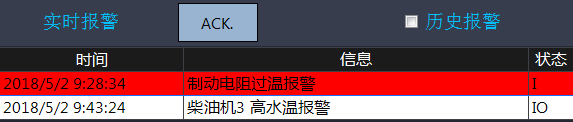 实时报警 ACK. 历史报警
时间 信息 状态
2018/5/2 9:28:34 制动电阻过温报警 I
2018/5/2 9:43:24 柴油机3 高水温报警 IO